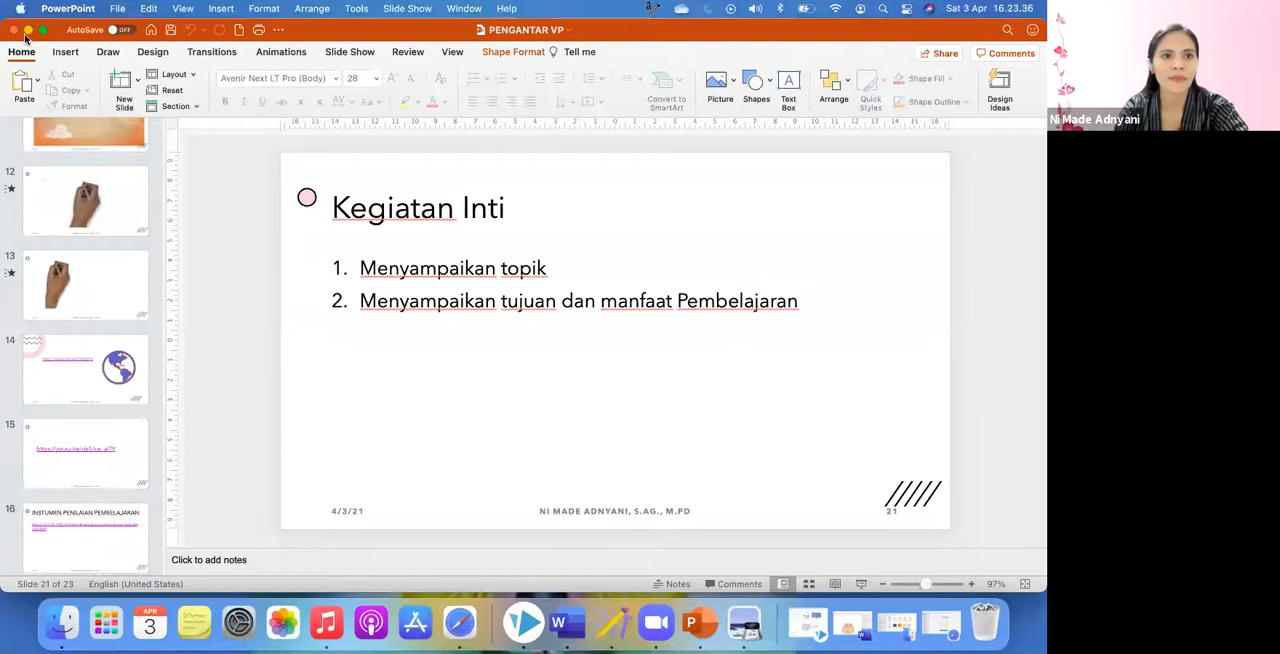 PowerPoint File Edit View Insert Format Arrange Tools Slide Show Window Help Sat 3 Apr 16.23.36
AutoSave OFF PENGANTAR VP
Home Insert Draw Design Transitions Animations Slide Show Review View Shape Format Tell me Share Comments
Paste Cut Copy Format New Slide Layout Reset Section Avenir Next LT Pro (Body) 28 Convert to SmartArt Picture Shapes Text Box Arrange Quick Styles Shape Fill Shape Outline Design Ideas
Ni Made Adnyani
12
13
14
15
https://youtu.be/
16
INSTUMEN PENILAIAN PEMBELAJARAN
Kegiatan Inti
1. Menyampaikan topik
2. Menyampaikan tujuan dan manfaat Pembelajaran
4/3/21 NI MADE ADNYANI, S.AG., M.PD 21
Click to add notes
Slide 21 of 23 English (United States) Notes Comments 97%
APR
3